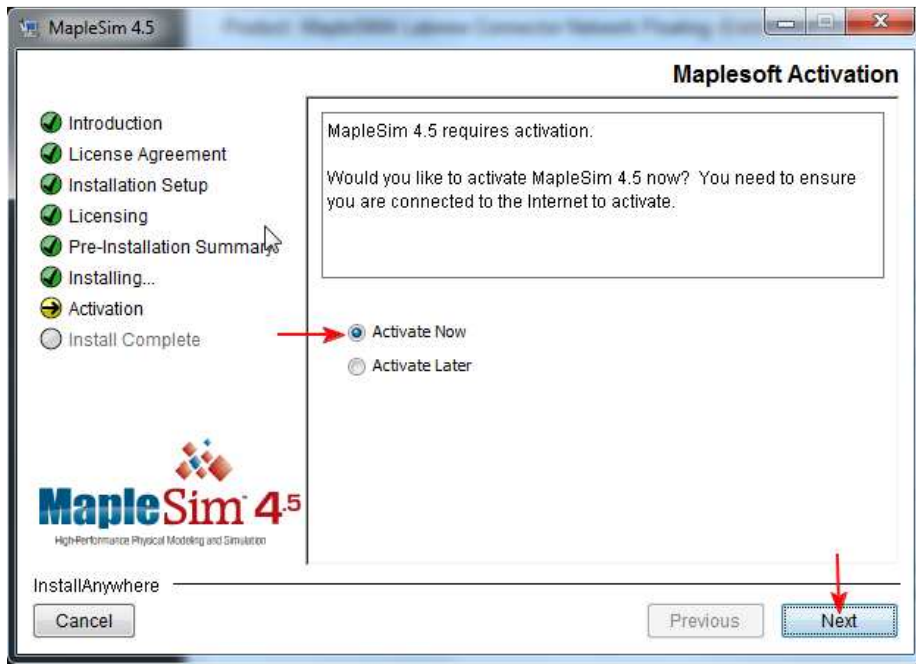 MapleSim 4.5
Maplesoft Activation
Introduction
License Agreement
Installation Setup
Licensing
Pre-Installation Summary
Installing...
Activation
Install Complete
MapleSim 4.5 requires activation.
Would you like to activate MapleSim 4.5 now? You need to ensure
you are connected to the Internet to activate.
Activate Now
Activate Later
MapleSim™ 4.5
High-Performance Physical Modeling and Simulation
InstallAnywhere
Cancel
Previous
Next